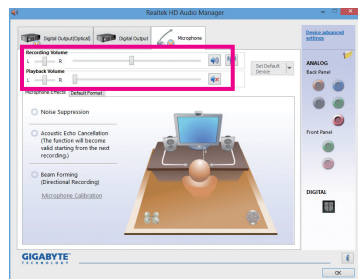 Realtek HD Audio Manager
Digital Output(Optical)
Digital Output
Microphone
Device advanced
settings
Recording Volume
L R
Set Default
Device
Playback Volume
L R
Microphone Effects
Default Format
ANALOG
Back Panel
Noise Suppression
Acoustic Echo Cancellation
(The function will become
valid starting from the next
recording.)
Front Panel
Beam Forming
(Directional Recording)
Microphone Calibration
DIGITAL
GIGABYTE
TECHNOLOGY
i
OK